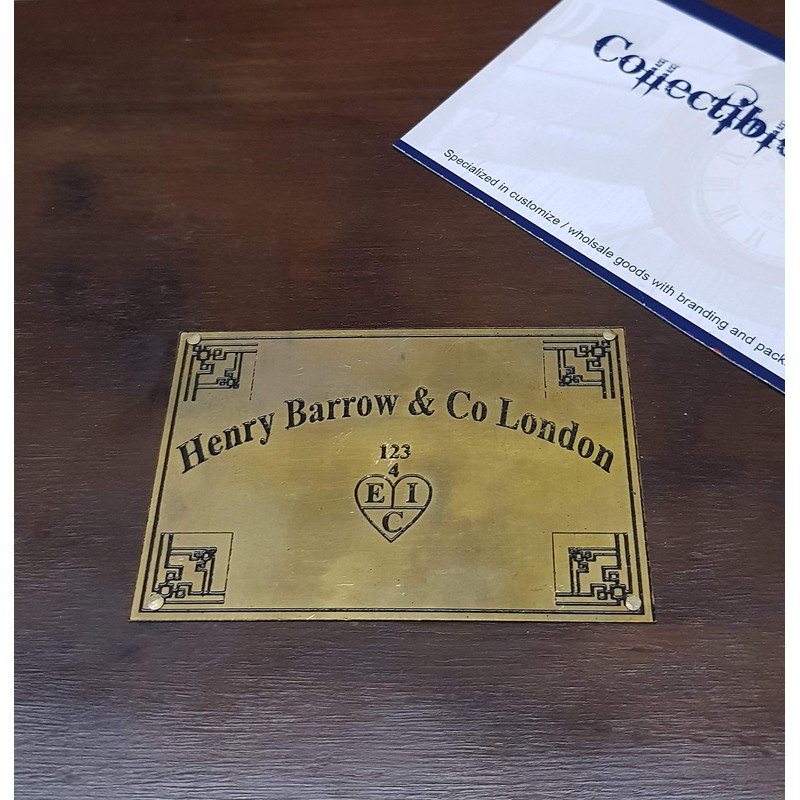 Collectible
Specialized in customize / wholsale goods with branding and pack
Henry Barrow & Co London
123
4
E I
C